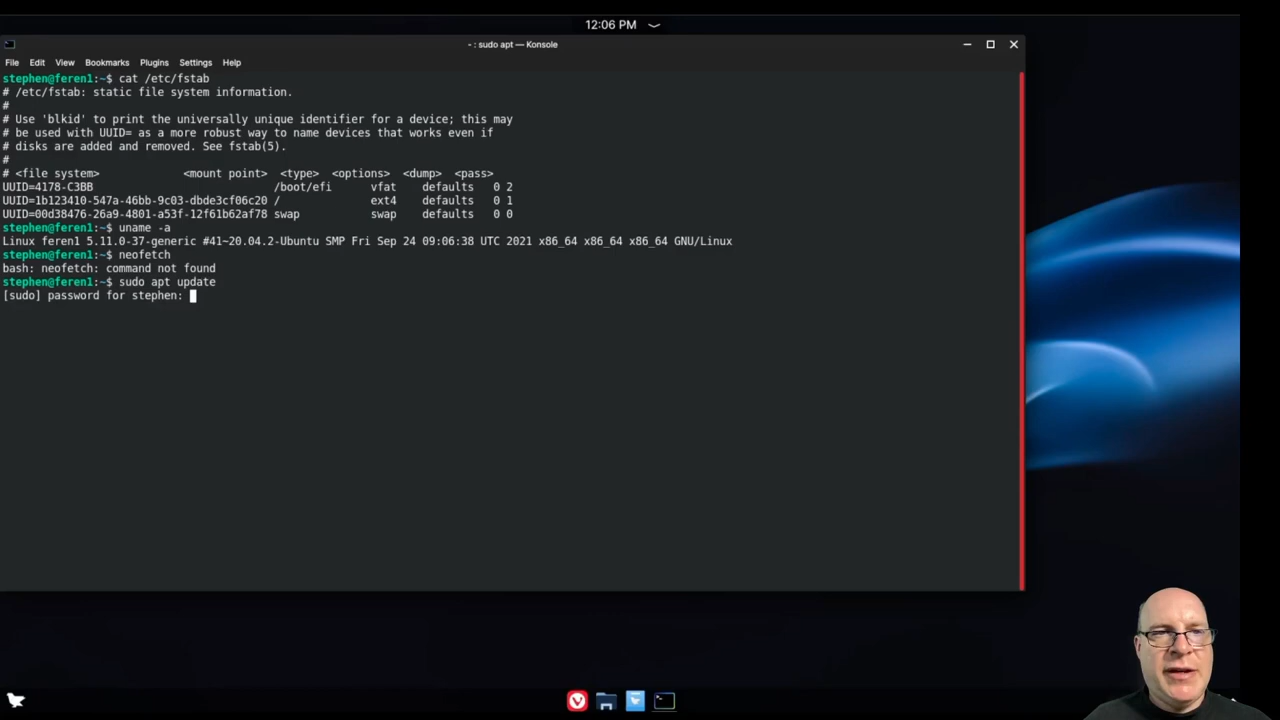 12:06 PM
~ : sudo apt — Konsole
File Edit View Bookmarks Plugins Settings Help
stephen@feren1:~$ cat /etc/fstab
# /etc/fstab: static file system information.
#
# Use 'blkid' to print the universally unique identifier for a device; this may
# be used with UUID= as a more robust way to name devices that works even if
# disks are added and removed. See fstab(5).
#
# <file system> <mount point> <type> <options> <dump> <pass>
UUID=4178-C3BB /boot/efi vfat defaults 0 2
UUID=1b123410-547a-46bb-9c03-dbde3cf06c20 / ext4 defaults 0 1
UUID=00d38476-26a9-4801-a53f-12f61b62af78 swap swap defaults 0 0
stephen@feren1:~$ uname -a
Linux feren1 5.11.0-37-generic #41~20.04.2-Ubuntu SMP Fri Sep 24 09:06:38 UTC 2021 x86_64 x86_64 x86_64 GNU/Linux
stephen@feren1:~$ neofetch
bash: neofetch: command not found
stephen@feren1:~$ sudo apt update
[sudo] password for stephen: